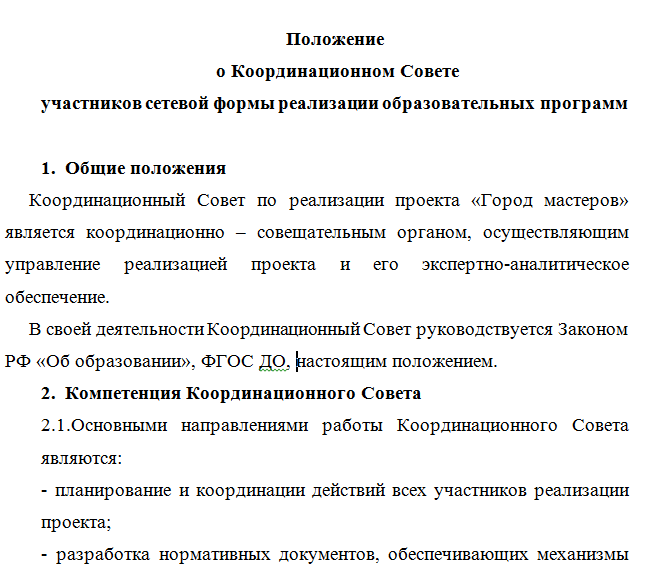 Положение
о Координационном Совете
участников сетевой формы реализации образовательных программ
1. Общие положения
Координационный Совет по реализации проекта «Город мастеров»
является координационно – совещательным органом, осуществляющим
управление реализацией проекта и его экспертно-аналитическое
обеспечение.
В своей деятельности Координационный Совет руководствуется Законом
РФ «Об образовании», ФГОС ДО, настоящим положением.
2. Компетенция Координационного Совета
2.1.Основными направлениями работы Координационного Совета
являются:
- планирование и координации действий всех участников реализации
проекта;
- разработка нормативных документов, обеспечивающих механизмы